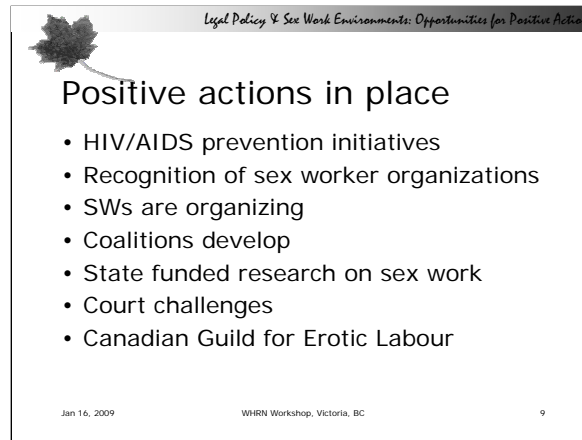 Legal Policy & Sex Work Environments: Opportunities for Positive Actio
Positive actions in place
• HIV/AIDS prevention initiatives
• Recognition of sex worker organizations
• SWs are organizing
• Coalitions develop
• State funded research on sex work
• Court challenges
• Canadian Guild for Erotic Labour
Jan 16, 2009 WHRN Workshop, Victoria, BC 9